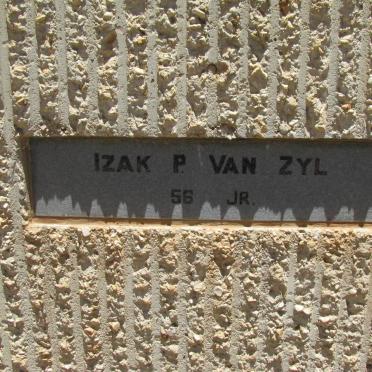 IZAK P. VAN ZYL
56 JR.